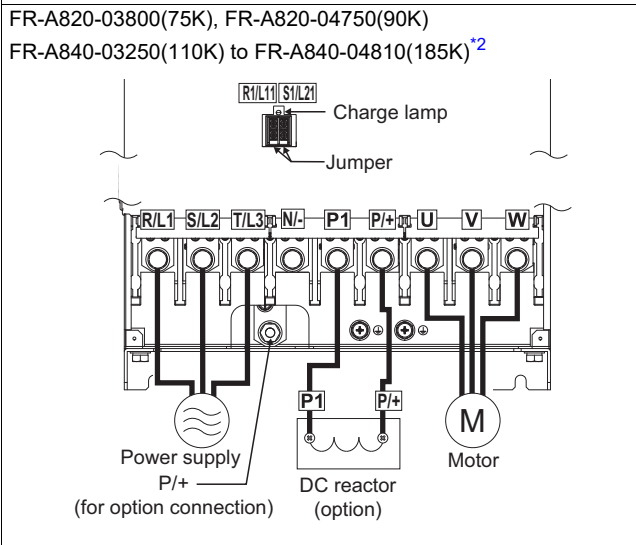 FR-A820-03800(75K), FR-A820-04750(90K)
FR-A840-03250(110K) to FR-A840-04810(185K)*2
R1/L11 S1/L21
Charge lamp
Jumper
R/L1 S/L2 T/L3 N/- P1 P/+ U V W
P1 P/+
M
Power supply
Motor
P/+
(for option connection)
DC reactor
(option)